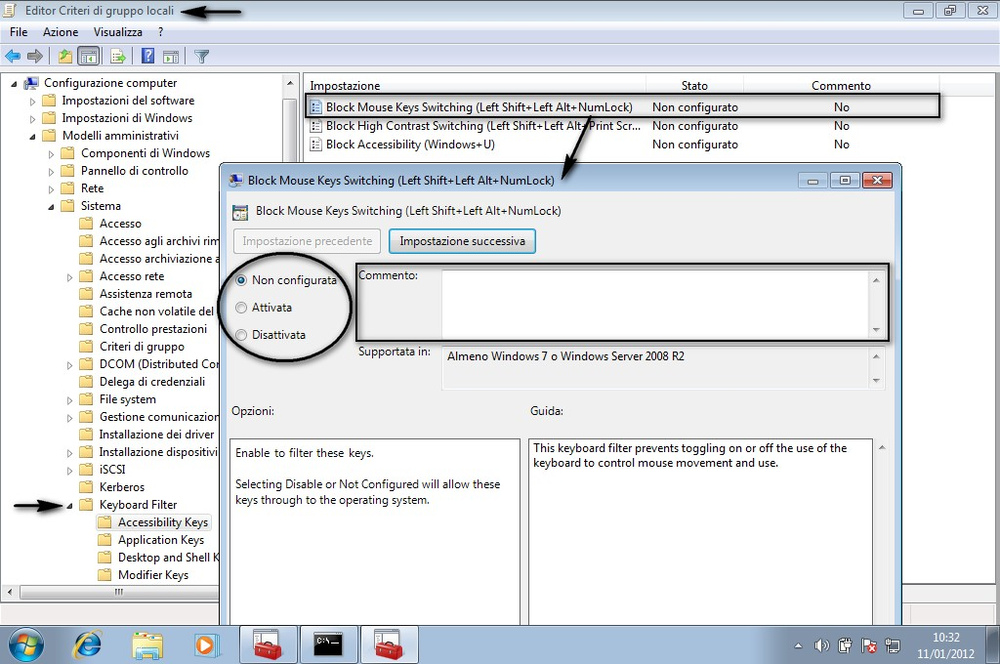 Editor Criteri di gruppo locali
File Azione Visualizza ?
Configurazione computer
Impostazioni del software
Impostazioni di Windows
Modelli amministrativi
Componenti di Windows
Pannello di controllo
Rete
Sistema
Accesso
Accesso agli archivi rim
Accesso archiviazione a
Accesso rete
Assistenza remota
Cache non volatile del
Controllo prestazioni
Criteri di gruppo
DCOM (Distributed Cor
Delega di credenziali
File system
Gestione comunicazior
Installazione dei driver
Installazione dispositivi
iSCSI
Kerberos
Keyboard Filter
Accessibility Keys
Application Keys
Desktop and Shell K
Modifier Keys
Impostazione Stato Commento
Block Mouse Keys Switching (Left Shift+Left Alt+NumLock) Non configurato No
Block High Contrast Switching (Left Shift+Left Alt+Print Scr... Non configurato No
Block Accessibility (Windows+U) Non configurato No
Block Mouse Keys Switching (Left Shift+Left Alt+NumLock)
Block Mouse Keys Switching (Left Shift+Left Alt+NumLock)
Impostazione precedente Impostazione successiva
Non configurata
Attivata
Disattivata
Commento:
Supportata in: Almeno Windows 7 o Windows Server 2008 R2
Opzioni:
Enable to filter these keys.
Selecting Disable or Not Configured will allow these
keys through to the operating system.
Guida:
This keyboard filter prevents toggling on or off the use of the
keyboard to control mouse movement and use.
C:\_
10:32
11/01/2012